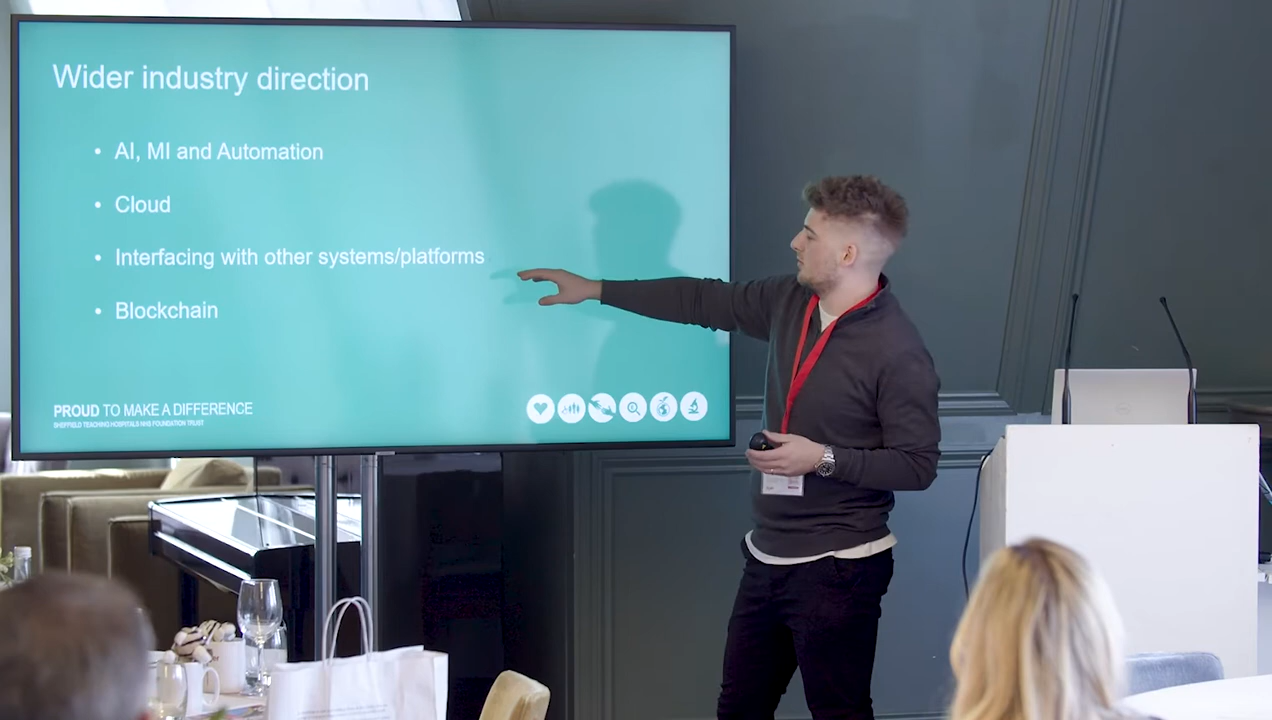 Wider industry direction
• AI, MI and Automation
• Cloud
• Interfacing with other systems/platforms
• Blockchain
PROUD TO MAKE A DIFFERENCE
SHEFFIELD TEACHING HOSPITALS NHS FOUNDATION TRUST